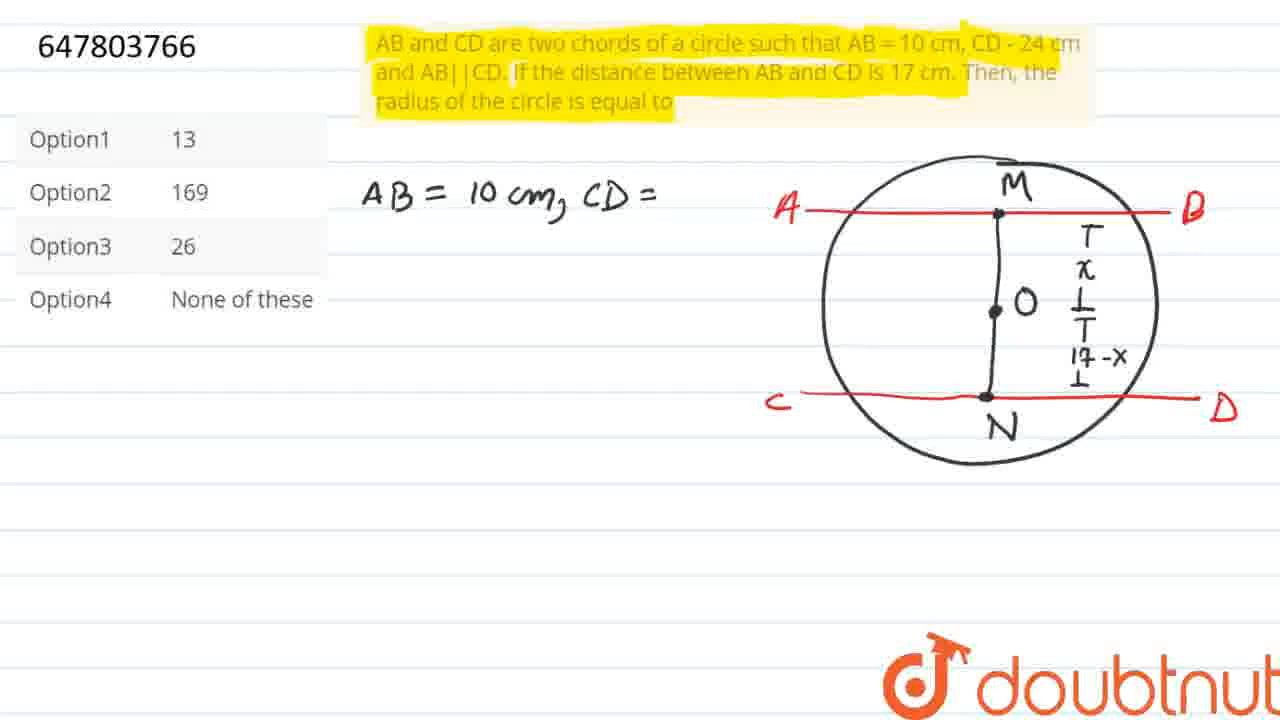 647803766
AB and CD are two chords of a circle such that AB = 10 cm, CD - 24 cm
and AB||CD. If the distance between AB and CD is 17 cm. Then, the
radius of the circle is equal to
Option1 13
Option2 169
Option3 26
Option4 None of these
AB = 10 cm, CD =
M
A B
x
O
17-x
C D
N
doubtnut